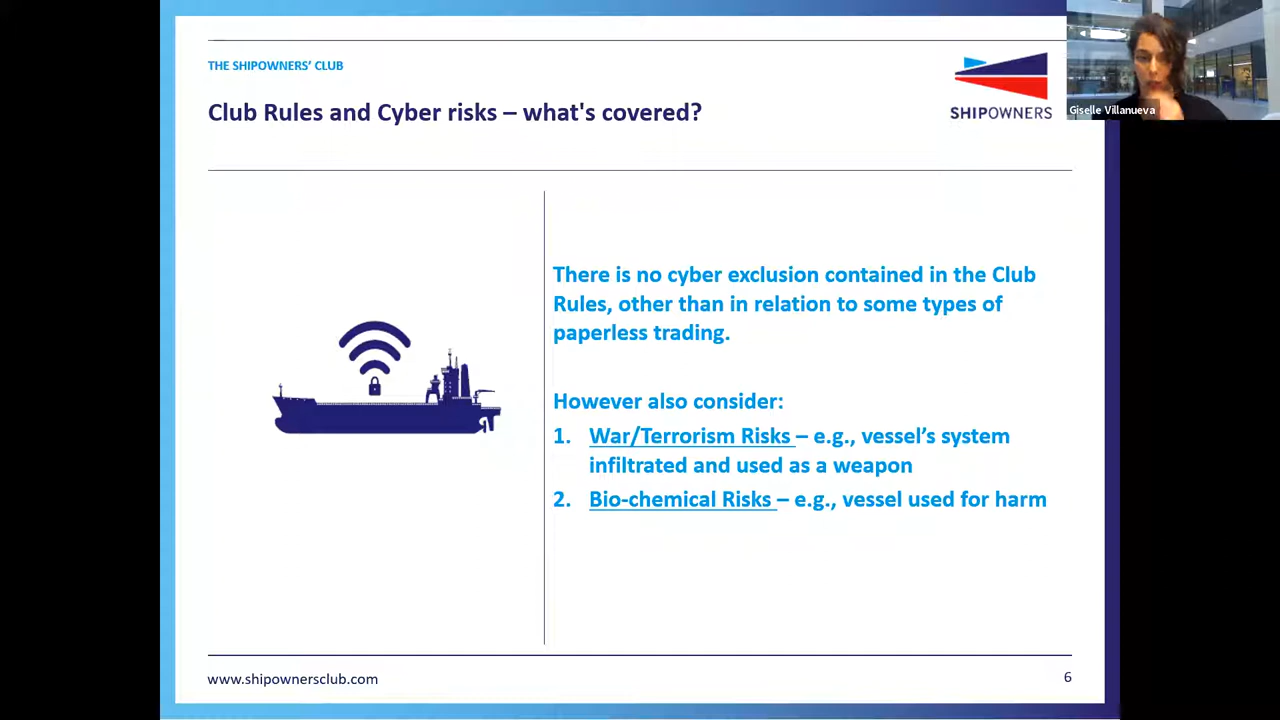 THE SHIPOWNERS' CLUB
Club Rules and Cyber risks – what's covered?
SHIPOWNERS
Giselle Villanueva
There is no cyber exclusion contained in the Club
Rules, other than in relation to some types of
paperless trading.
However also consider:
1. War/Terrorism Risks – e.g., vessel's system
infiltrated and used as a weapon
2. Bio-chemical Risks – e.g., vessel used for harm
www.shipownersclub.com
6